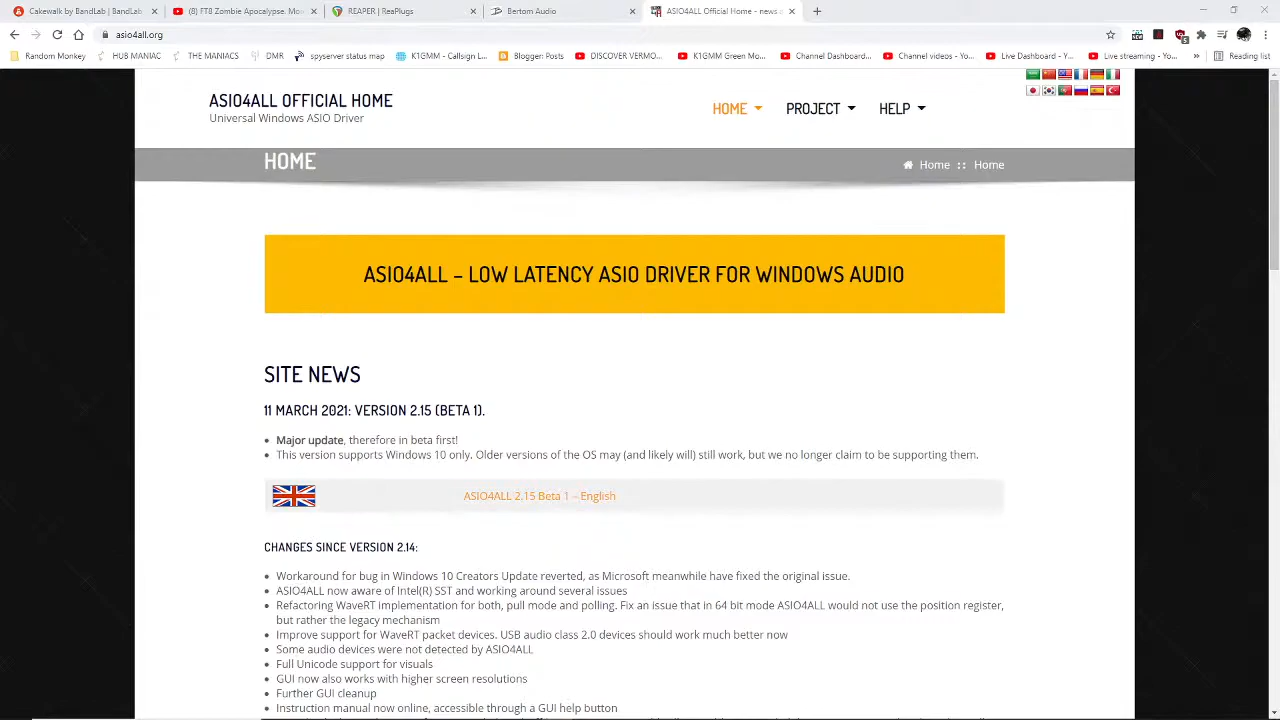 Cakewalk by BandLab | BandLab
(8) FT8 Zombie Apocalypse. Mo
REAPER | ReaPlugs
Bertom Audio
ASIO4ALL Official Home - news
asio4all.org
Random Monkey
HUB MANIAC
THE MANIACS
DMR
spyserver status map
K1GMM - Callsign L...
Blogger: Posts
DISCOVER VERMO...
K1GMM Green Mo...
Channel Dashboard...
Channel videos - Yo...
Live Dashboard - Y...
Live streaming - Yo...
»
Reading list
ASIO4ALL OFFICIAL HOME
Universal Windows ASIO Driver
HOME
PROJECT
HELP
HOME
Home :: Home
ASIO4ALL – LOW LATENCY ASIO DRIVER FOR WINDOWS AUDIO
SITE NEWS
11 MARCH 2021: VERSION 2.15 (BETA 1).
Major update, therefore in beta first!
This version supports Windows 10 only. Older versions of the OS may (and likely will) still work, but we no longer claim to be supporting them.
ASIO4ALL 2.15 Beta 1 – English
CHANGES SINCE VERSION 2.14:
Workaround for bug in Windows 10 Creators Update reverted, as Microsoft meanwhile have fixed the original issue.
ASIO4ALL now aware of Intel(R) SST and working around several issues
Refactoring WaveRT implementation for both, pull mode and polling. Fix an issue that in 64 bit mode ASIO4ALL would not use the position register,
but rather the legacy mechanism
Improve support for WaveRT packet devices. USB audio class 2.0 devices should work much better now
Some audio devices were not detected by ASIO4ALL
Full Unicode support for visuals
GUI now also works with higher screen resolutions
Further GUI cleanup
Instruction manual now online, accessible through a GUI help button